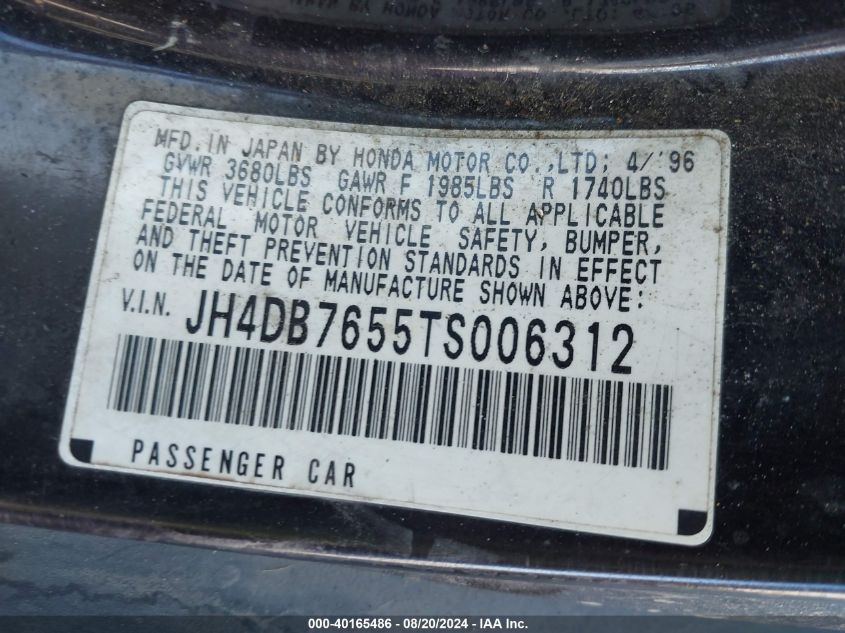 MFD. IN JAPAN BY HONDA MOTOR CO.,LTD; 4/'96
GVWR 3680LBS GAWR F 1985LBS R 1740LBS
THIS VEHICLE CONFORMS TO ALL APPLICABLE
FEDERAL MOTOR VEHICLE SAFETY, BUMPER,
AND THEFT PREVENTION STANDARDS IN EFFECT
ON THE DATE OF MANUFACTURE SHOWN ABOVE:
V.I.N. JH4DB7655TS006312
PASSENGER CAR
000-40165486 - 08/20/2024 - IAA Inc.